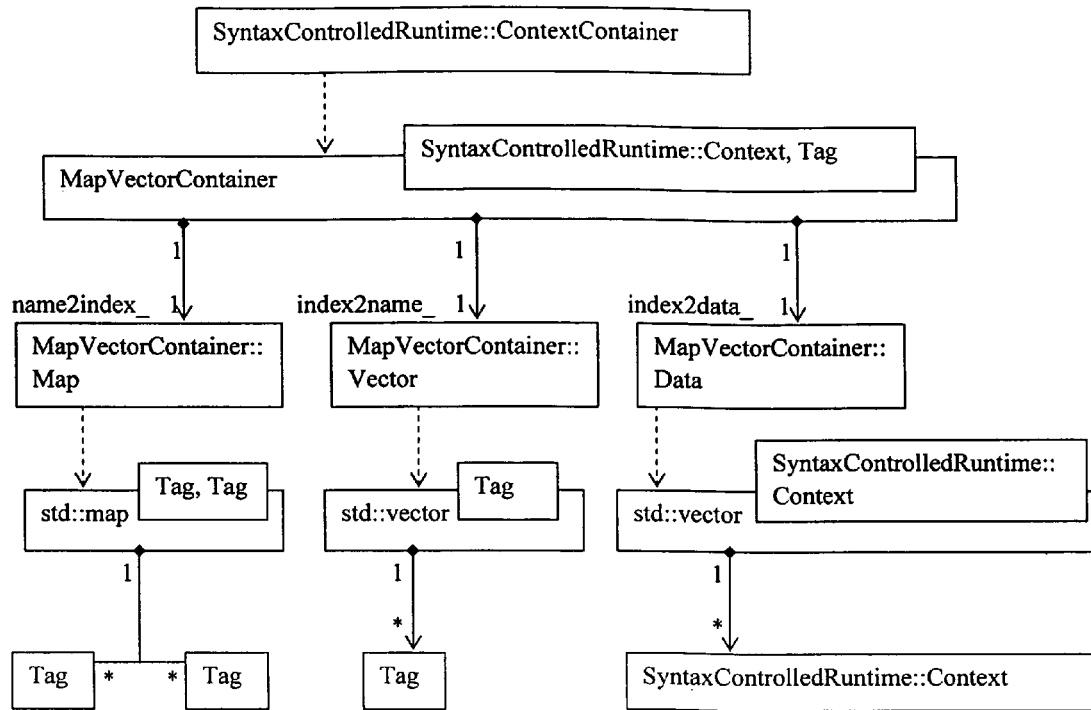 SyntaxControlledRuntime::ContextContainer
SyntaxControlledRuntime::Context, Tag
MapVectorContainer
1
1
1
name2index_
1
index2name_
1
index2data_
1
MapVectorContainer::
Map
MapVectorContainer::
Vector
MapVectorContainer::
Data
Tag, Tag
std::map
Tag
std::vector
SyntaxControlledRuntime::
Context
std::vector
1
1
1
*
*
Tag
*
*
Tag
Tag
SyntaxControlledRuntime::Context